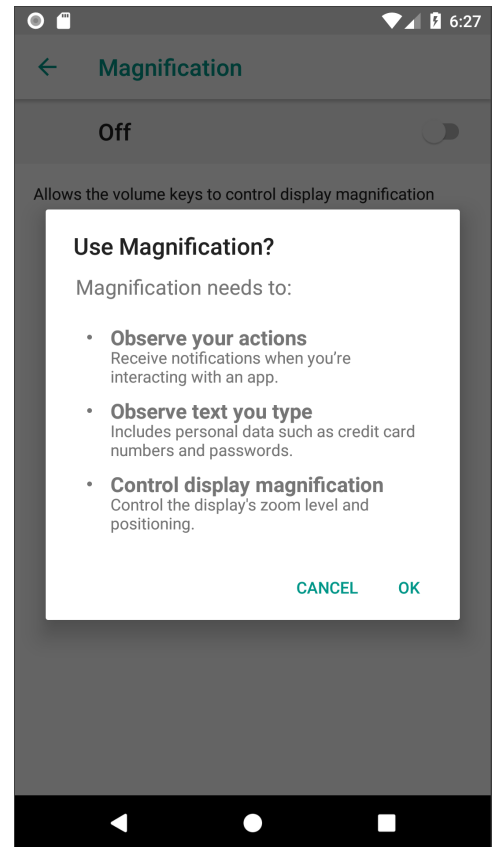 6:27
Magnification
Off
Allows the volume keys to control display magnification
Use Magnification?
Magnification needs to:
• Observe your actions
Receive notifications when you're
interacting with an app.
• Observe text you type
Includes personal data such as credit card
numbers and passwords.
• Control display magnification
Control the display's zoom level and
positioning.
CANCEL OK